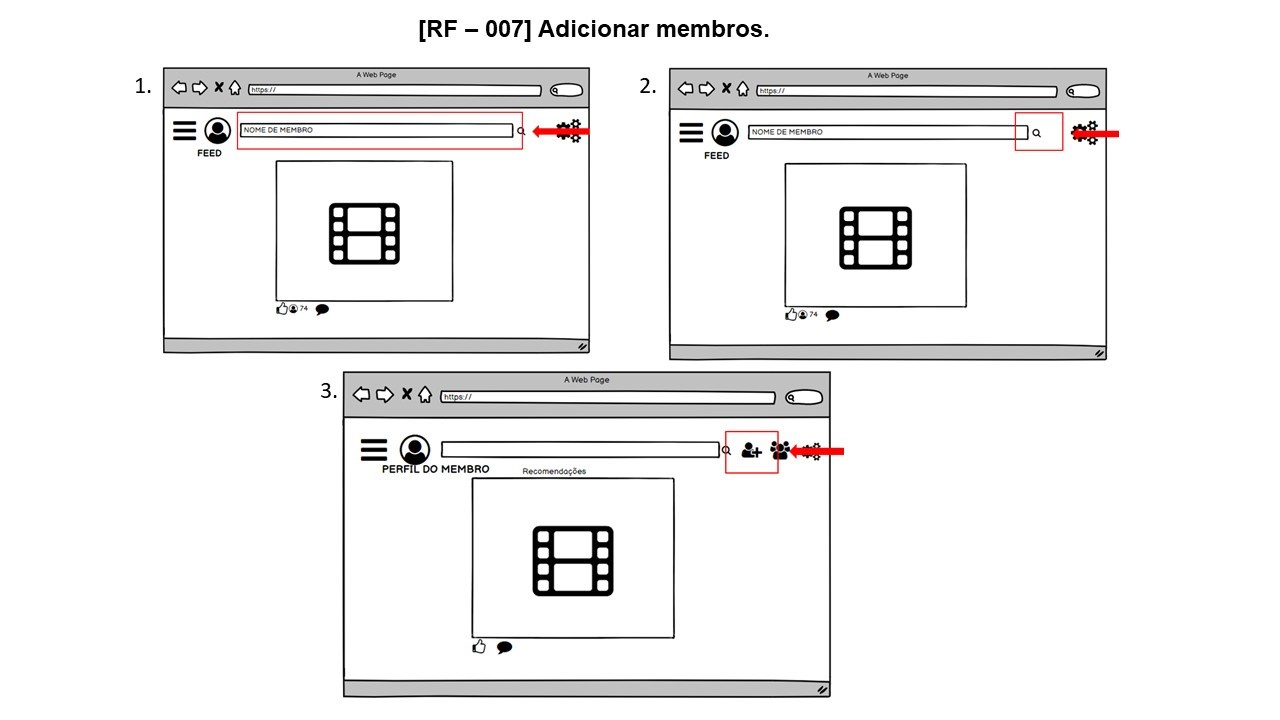 [RF – 007] Adicionar membros.
1.
A Web Page
https://
NOME DE MEMBRO
FEED
74
2.
A Web Page
https://
NOME DE MEMBRO
FEED
74
3.
A Web Page
https://
PERFIL DO MEMBRO
Recomendações